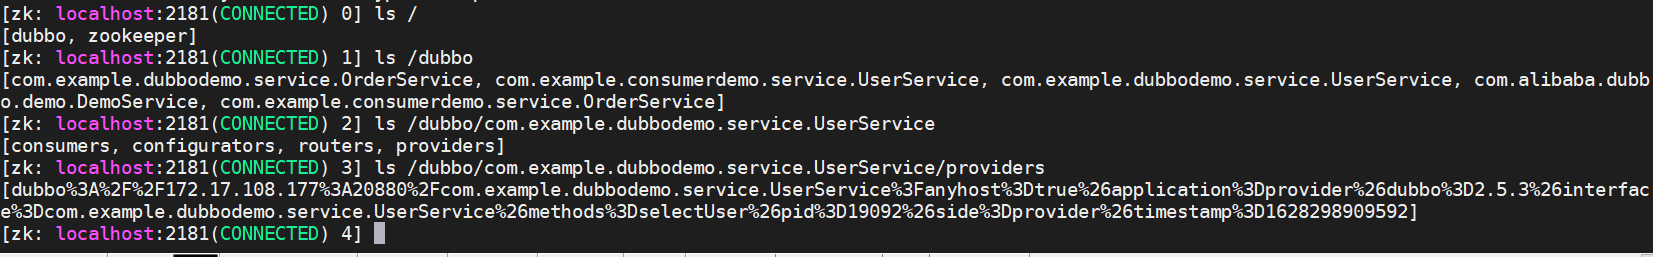 [zk: localhost:2181(CONNECTED) 0] ls /
[dubbo, zookeeper]
[zk: localhost:2181(CONNECTED) 1] ls /dubbo
[com.example.dubbodemo.service.OrderService, com.example.consumerdemo.service.UserService, com.example.dubbodemo.service.UserService, com.alibaba.dubb
o.demo.DemoService, com.example.consumerdemo.service.OrderService]
[zk: localhost:2181(CONNECTED) 2] ls /dubbo/com.example.dubbodemo.service.UserService
[consumers, configurators, routers, providers]
[zk: localhost:2181(CONNECTED) 3] ls /dubbo/com.example.dubbodemo.service.UserService/providers
[dubbo%3A%2F%2F172.17.108.177%3A20880%2Fcom.example.dubbodemo.service.UserService%3Fanyhost%3Dtrue%26application%3Dprovider%26dubbo%3D2.5.3%26interfac
e%3Dcom.example.dubbodemo.service.UserService%26methods%3DselectUser%26pid%3D19092%26side%3Dprovider%26timestamp%3D1628298909592]
[zk: localhost:2181(CONNECTED) 4]